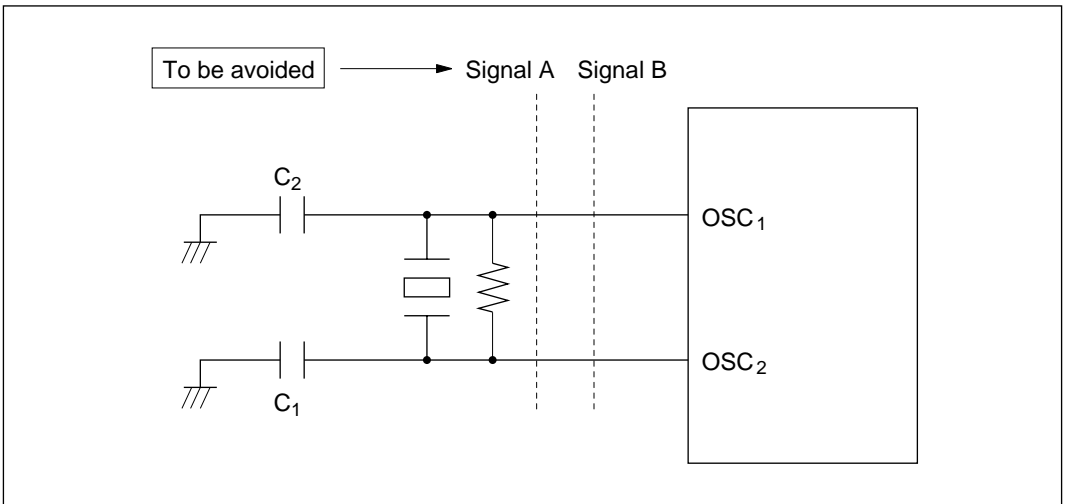 To be avoided Signal A Signal B
C2
OSC1
OSC2
C1